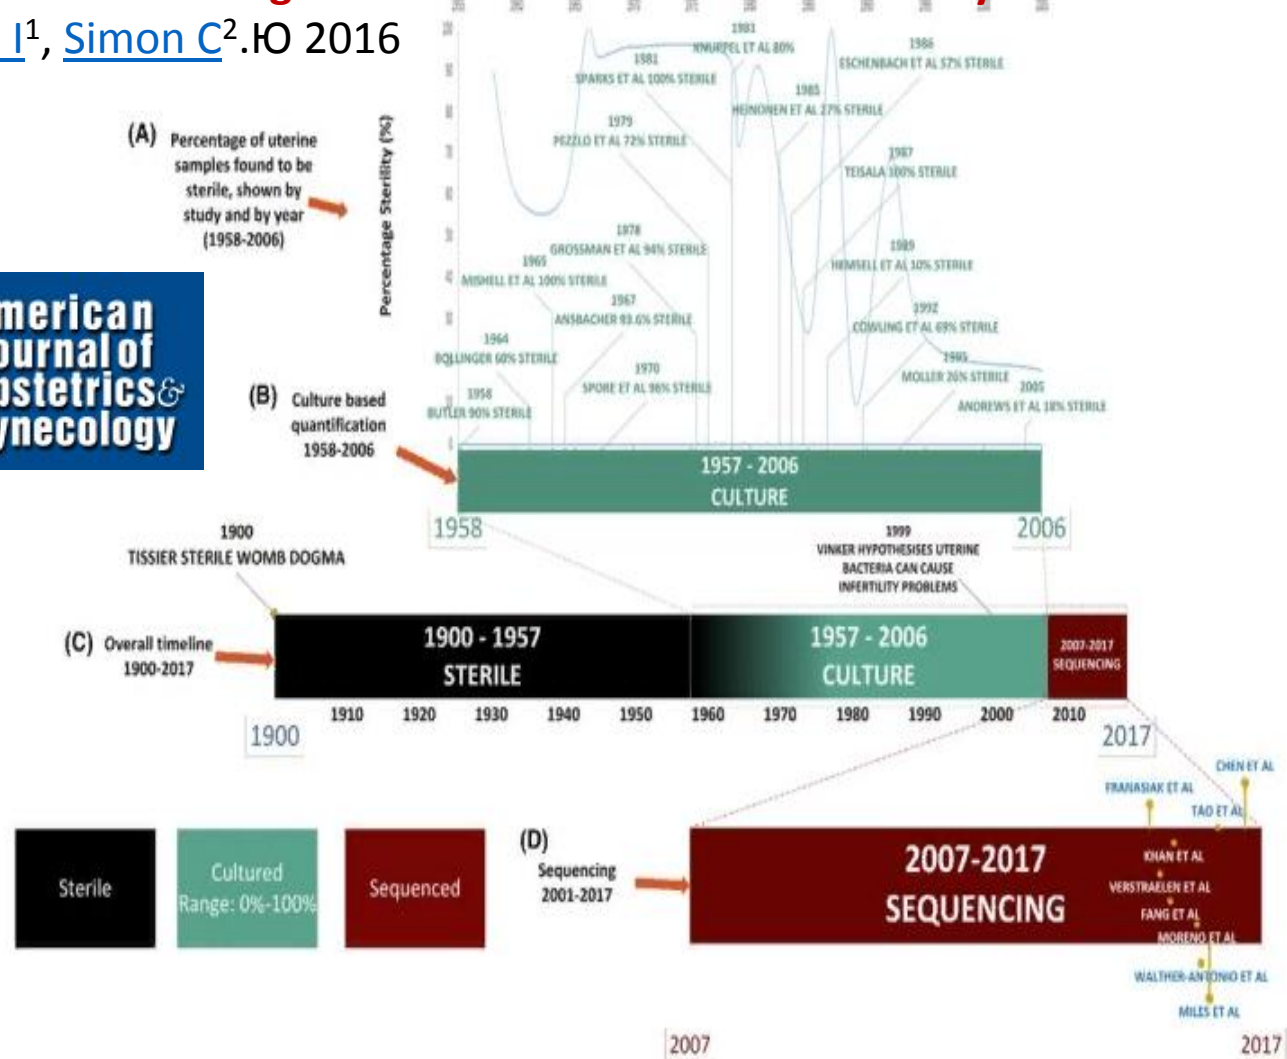 I¹, Simon C².Ю 2016
(A) Percentage of uterine
samples found to be
sterile, shown by
study and by year
(1958-2006)
Percentage Sterility (%)
1981
KNUPPEL ET AL 80%
1986
ESCHENBACH ET AL 57% STERILE
1981
SPARKS ET AL 100% STERILE
1985
HEINONEN ET AL 27% STERILE
1979
PEZZLO ET AL 72% STERILE
1987
TEISALA 100% STERILE
1978
GROSSMAN ET AL 94% STERILE
1989
HEMSELL ET AL 10% STERILE
1965
MISHELL ET AL 100% STERILE
1967
ANSBACHER 93.6% STERILE
1992
COWLING ET AL 69% STERILE
1964
BOLLINGER 60% STERILE
1970
SPORE ET AL 96% STERILE
1995
MOLLER 26% STERILE
1958
BUTLER 90% STERILE
2005
ANDREWS ET AL 18% STERILE
merican
ournal of
bstetrics&
ynecology
(B) Culture based
quantification
1958-2006
1957 - 2006
CULTURE
1958
2006
1900
TISSIER STERILE WOMB DOGMA
1999
VINKER HYPOTHESISES UTERINE
BACTERIA CAN CAUSE
INFERTILITY PROBLEMS
(C) Overall timeline
1900-2017
1900 - 1957
STERILE
1957 - 2006
CULTURE
2007-2017
SEQUENCING
1910 1920 1930 1940 1950 1960 1970 1980 1990 2000 2010
1900
2017
Sterile
Cultured
Range: 0%-100%
Sequenced
(D)
Sequencing
2001-2017
2007-2017
SEQUENCING
CHEN ET AL
FRANASIAK ET AL
TAO ET AL
KHAN ET AL
VERSTRAELEN ET AL
FANG ET AL
MORENO ET AL
WALTHER-ANTONIO ET AL
MILES ET AL
2007
2017